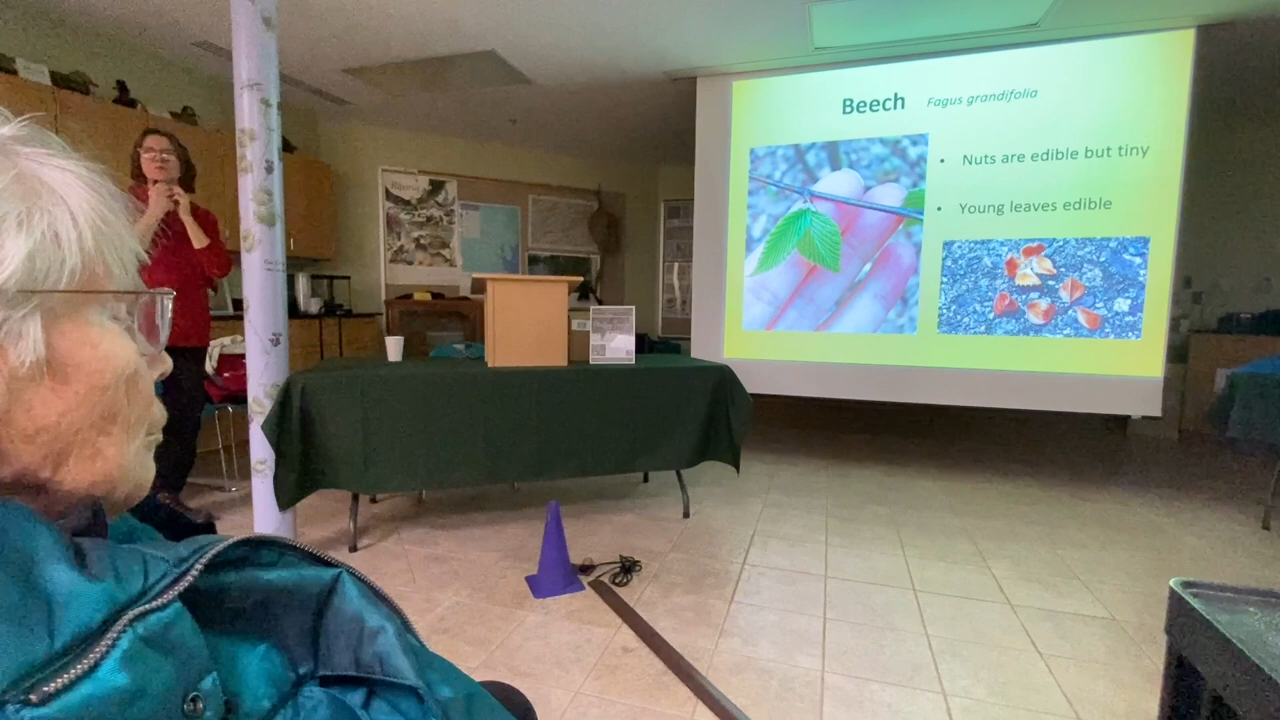 Beech Fagus grandifolia
• Nuts are edible but tiny
• Young leaves edible